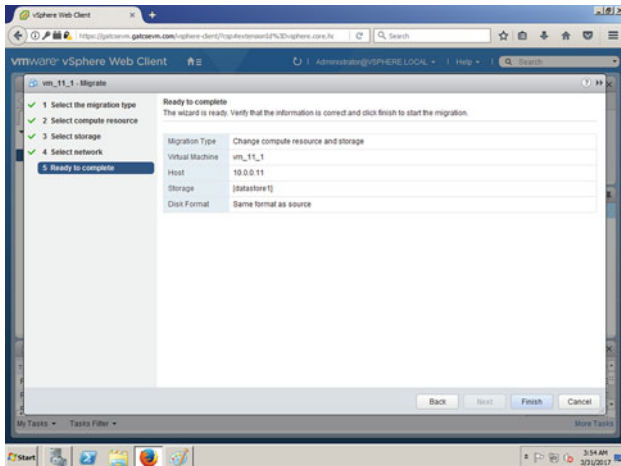 vSphere Web Client
https://gatcsevm.gatcsevm.com/vsphere-client/?csp#extensionId%3Dvsphere.core.hc
Search
vmware vSphere Web Client
Administrator@VSPHERE.LOCAL
Help
Search
vm_11_1 - Migrate
1 Select the migration type
2 Select compute resource
3 Select storage
4 Select network
5 Ready to complete
Ready to complete
The wizard is ready. Verify that the information is correct and click finish to start the migration.
Migration Type Change compute resource and storage
Virtual Machine vm_11_1
Host 10.0.0.11
Storage [datastore1]
Disk Format Same format as source
Back Next Finish Cancel
My Tasks Tasks Filter More Tasks
Start
3:54 AM
3/31/2017